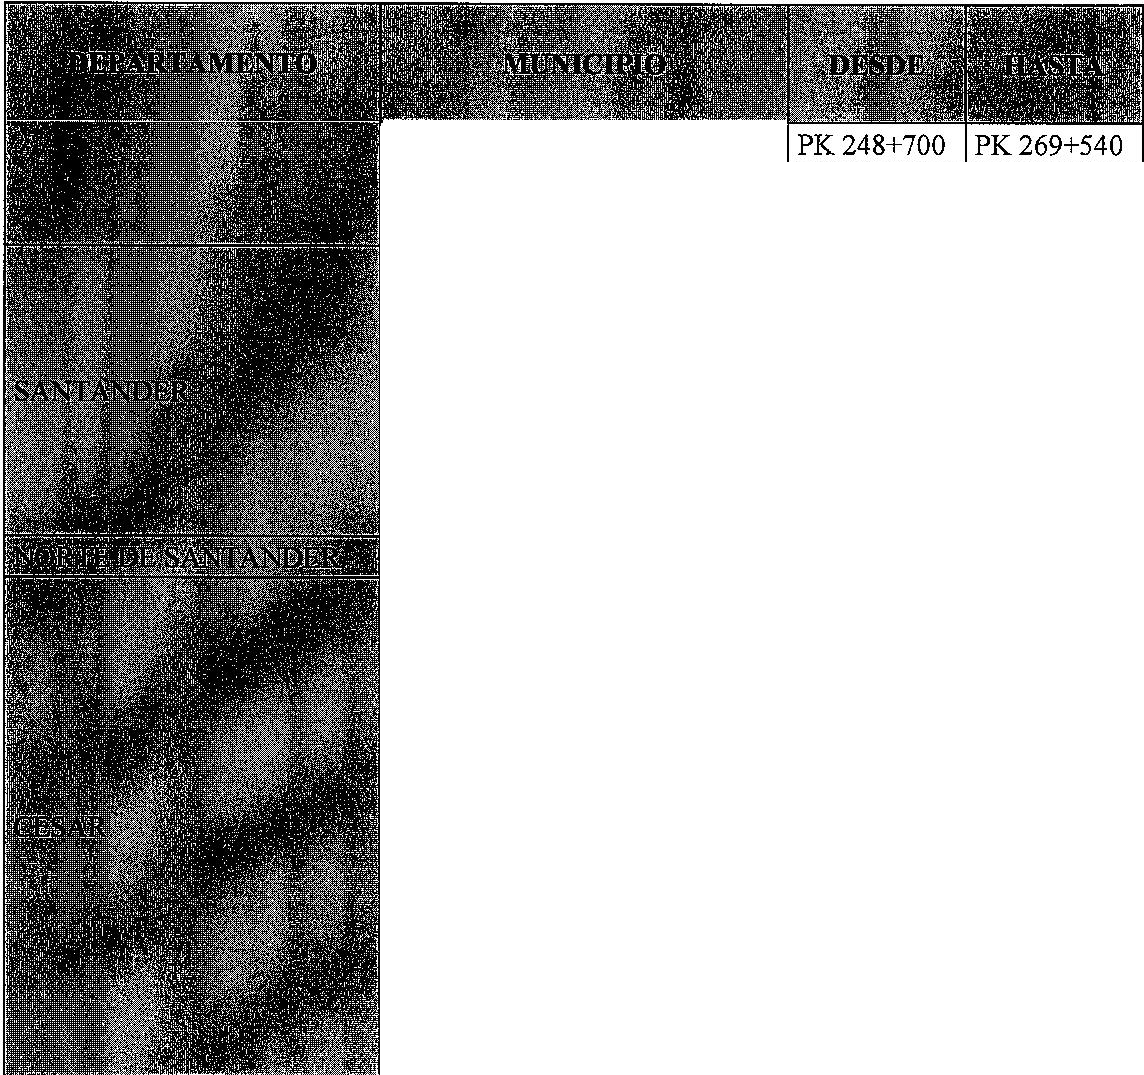 DEPARTAMENTO MUNICIPIO DESDE HASTA
PK 248+700 PK 269+540
SANTANDER
NORTE DE SANTANDER
CESAR